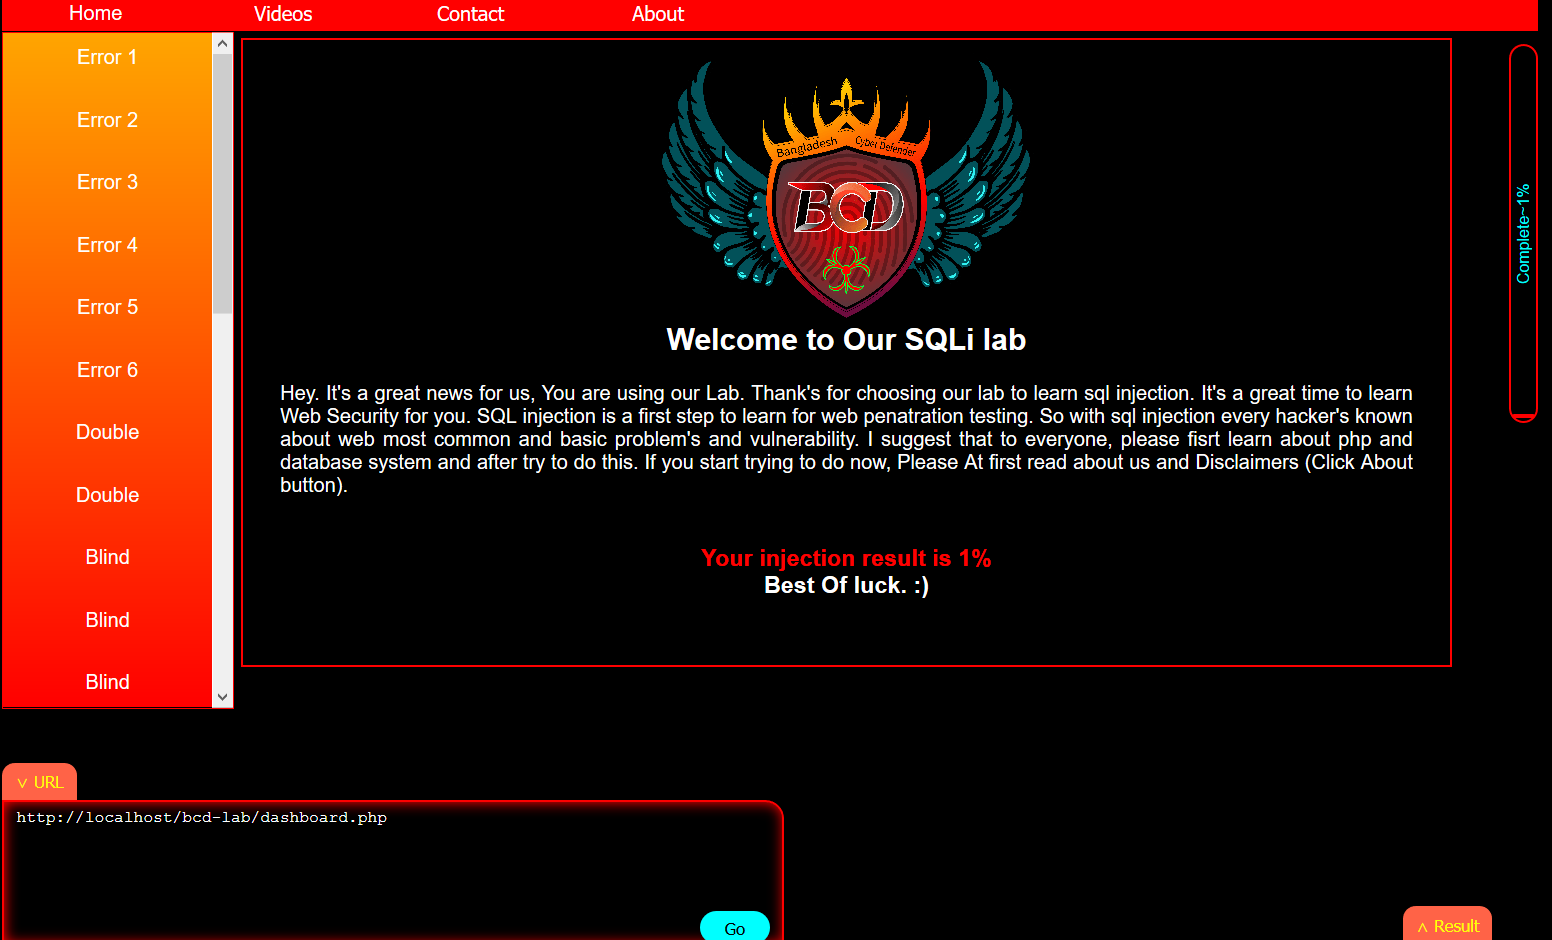 Home Videos Contact About
Error 1
Error 2
Error 3
Error 4
Error 5
Error 6
Double
Double
Blind
Blind
Blind
Bangladesh Cyber Defender
BCD
Welcome to Our SQLi lab
Hey. It's a great news for us, You are using our Lab. Thank's for choosing our lab to learn sql injection. It's a great time to learn
Web Security for you. SQL injection is a first step to learn for web penatration testing. So with sql injection every hacker's known
about web most common and basic problem's and vulnerability. I suggest that to everyone, please fisrt learn about php and
database system and after try to do this. If you start trying to do now, Please At first read about us and Disclaimers (Click About
button).
Your injection result is 1%
Best Of luck. :)
Complete~1%
v URL
http://localhost/bcd-lab/dashboard.php
Go
^ Result